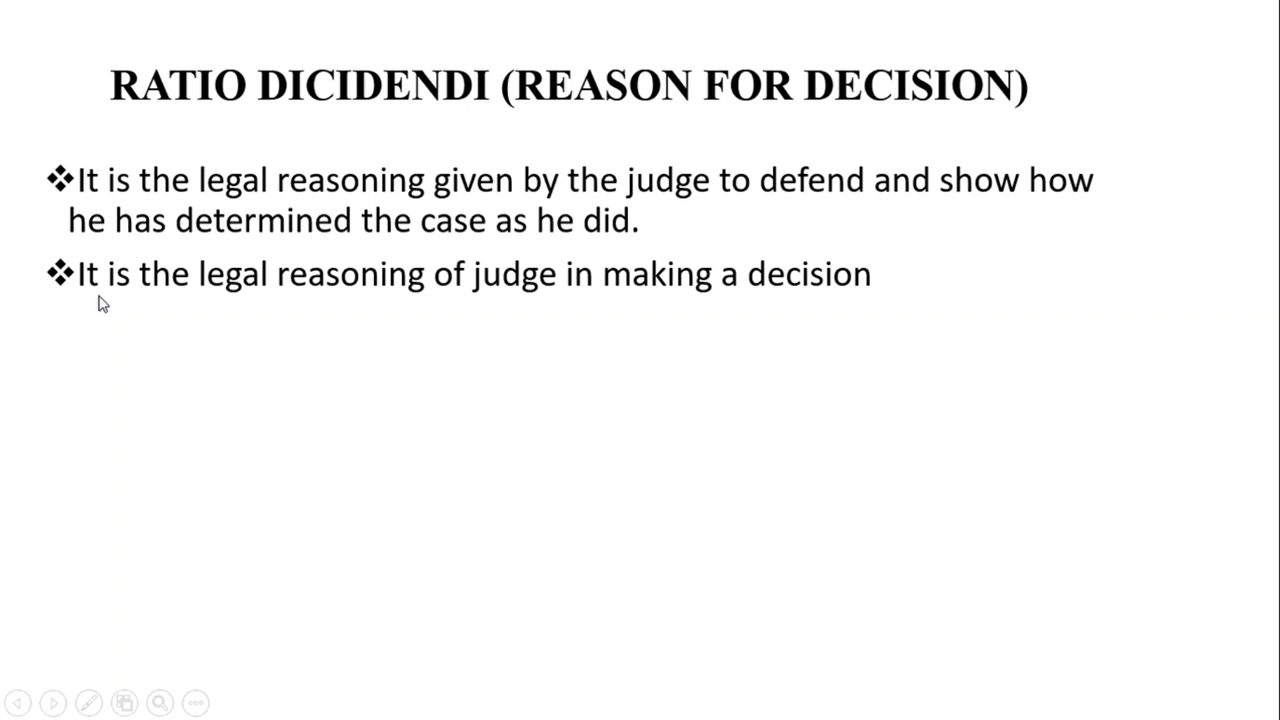 RATIO DICIDENDI (REASON FOR DECISION)
❖It is the legal reasoning given by the judge to defend and show how
he has determined the case as he did.
❖It is the legal reasoning of judge in making a decision